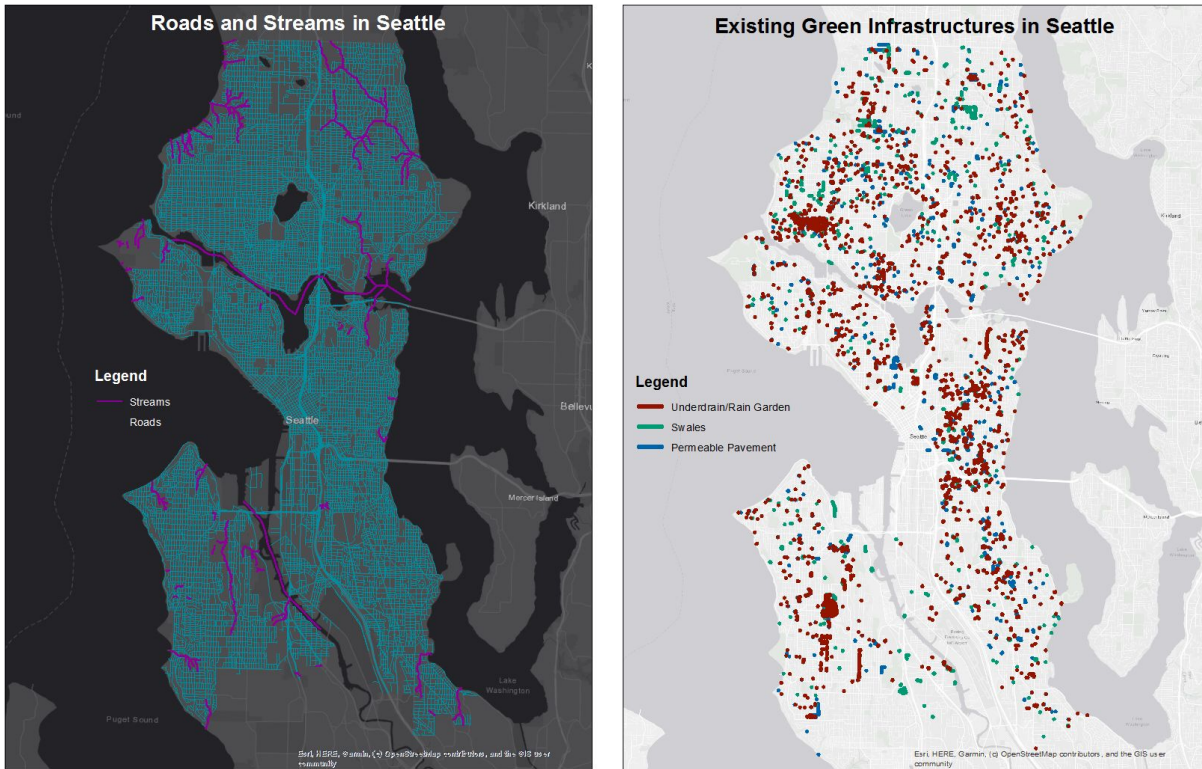 Roads and Streams in Seattle
Kirkland
Legend
Streams
Roads
Seattle
Mercer Island
Lake
Washington
Puget Sound
Esri, HERE, Garmin, (c) OpenStreetMap contributors, and the GIS user
community
Existing Green Infrastructures in Seattle
Kirkland
Legend
Underdrain/Rain Garden
Swales
Permeable Pavement
Seattle
Esri, HERE, Garmin, (c) OpenStreetMap contributors, and the GIS user
community